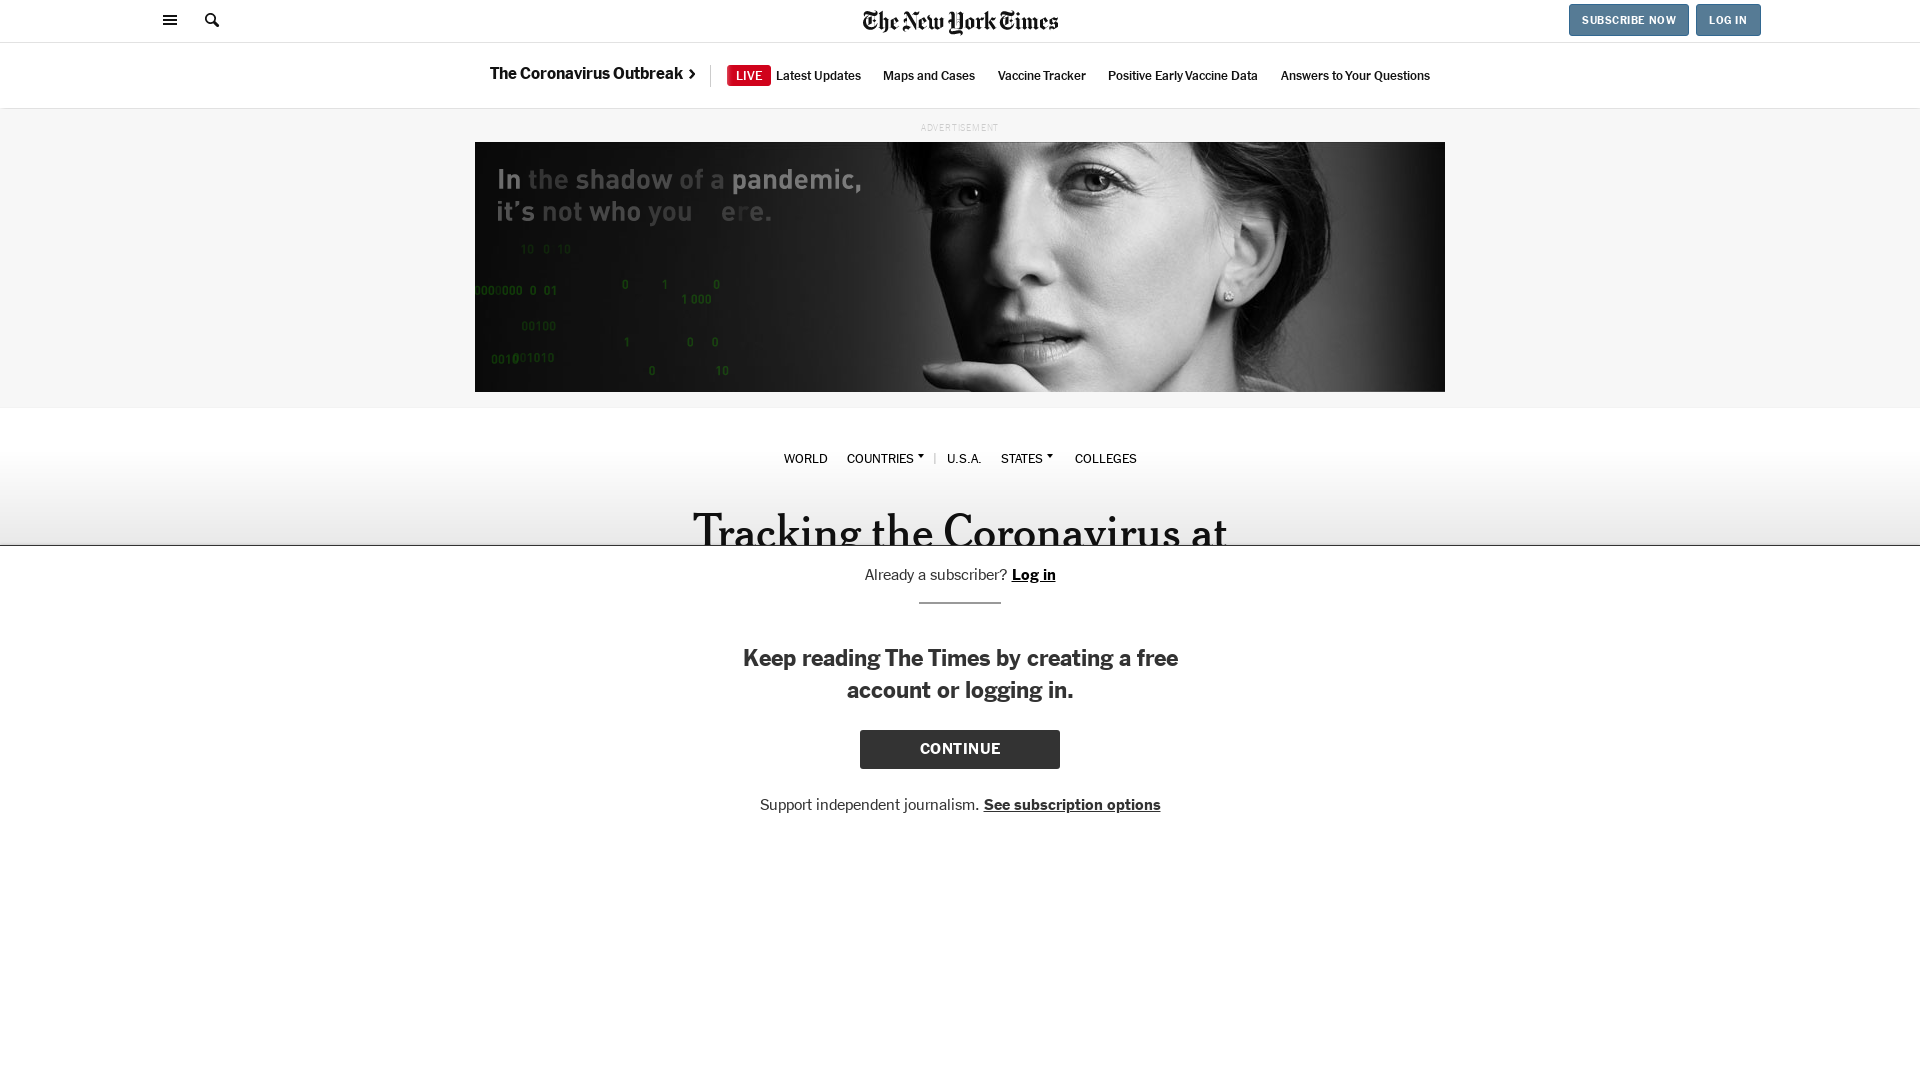 The New York Times
SUBSCRIBE NOW
LOG IN
The Coronavirus Outbreak
LIVE Latest Updates
Maps and Cases
Vaccine Tracker
Positive Early Vaccine Data
Answers to Your Questions
ADVERTISEMENT
In the shadow of a pandemic,
it's not who you ere.
10 0 10
0000000 0 01
0 1 0
1 000
00100
1 0 0
0 10
WORLD COUNTRIES | U.S.A. STATES COLLEGES
Tracking the Coronavirus at
Already a subscriber? Log in
Keep reading The Times by creating a free
account or logging in.
CONTINUE
Support independent journalism. See subscription options